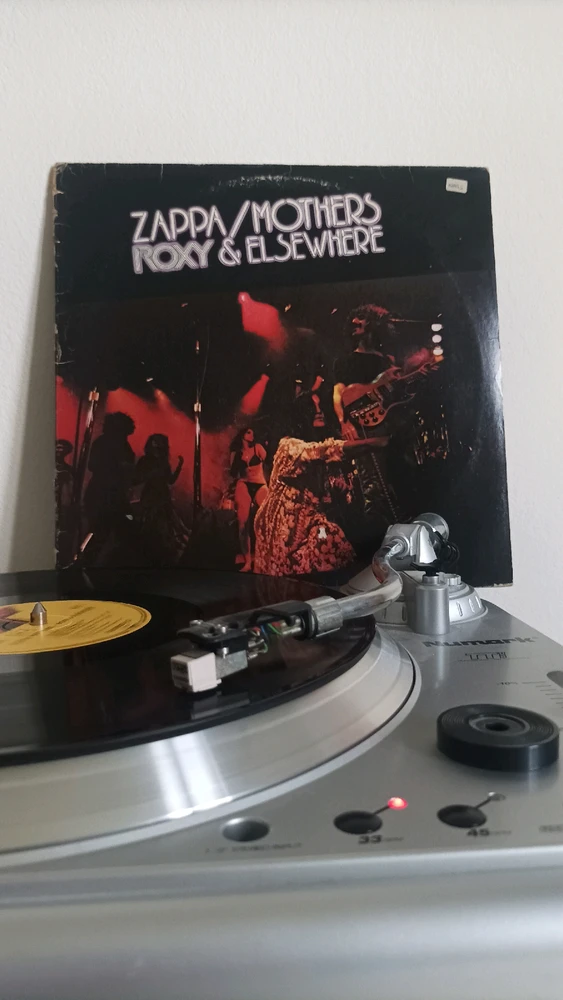 ZAPPA/MOTHERS
ROXY & ELSEWHERE
Numark
33
45